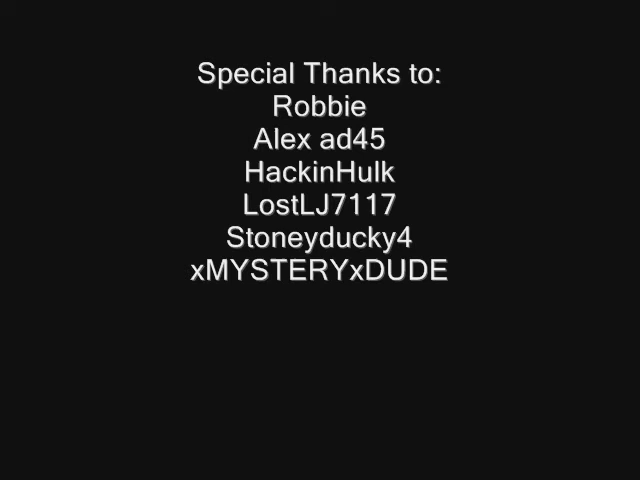 Special Thanks to:
Robbie
Alex ad45
HackinHulk
LostLJ7117
Stoneyducky4
xMYSTERYxDUDE